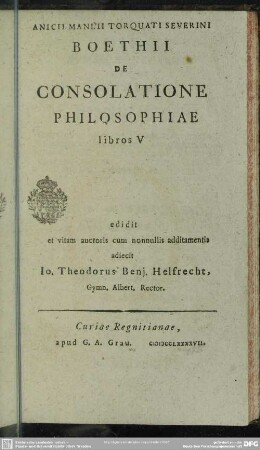 ANICII MANLII TORQUATI SEVERINI
BOETHII
DE
CONSOLATIONE
PHILOSOPHIAE
libros V
edidit
et vitam auctoris cum nonnullis additamentis
adiecit
Io. Theodorus Benj. Helfrecht,
Gymn. Albert. Rector.
Curiae Regnitianae,
apud G. A. Grau.
DFG